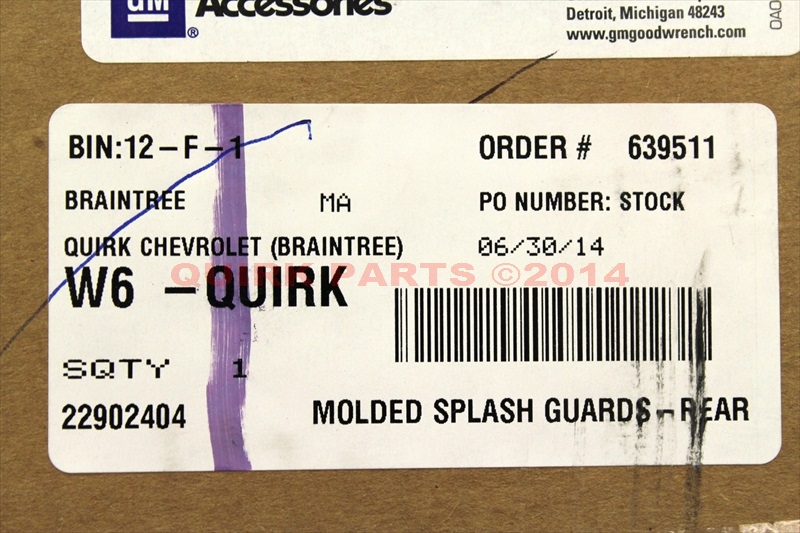 GM ® Accessories
Detroit, Michigan 48243
www.gmgoodwrench.com
BIN:12-F-1 ORDER # 639511
BRAINTREE MA PO NUMBER: STOCK
QUIRK CHEVROLET (BRAINTREE) 06/30/14
QUIRK PARTS ©2014
W6 -QUIRK
SQTY 1
22902404 MOLDED SPLASH GUARDS-REAR